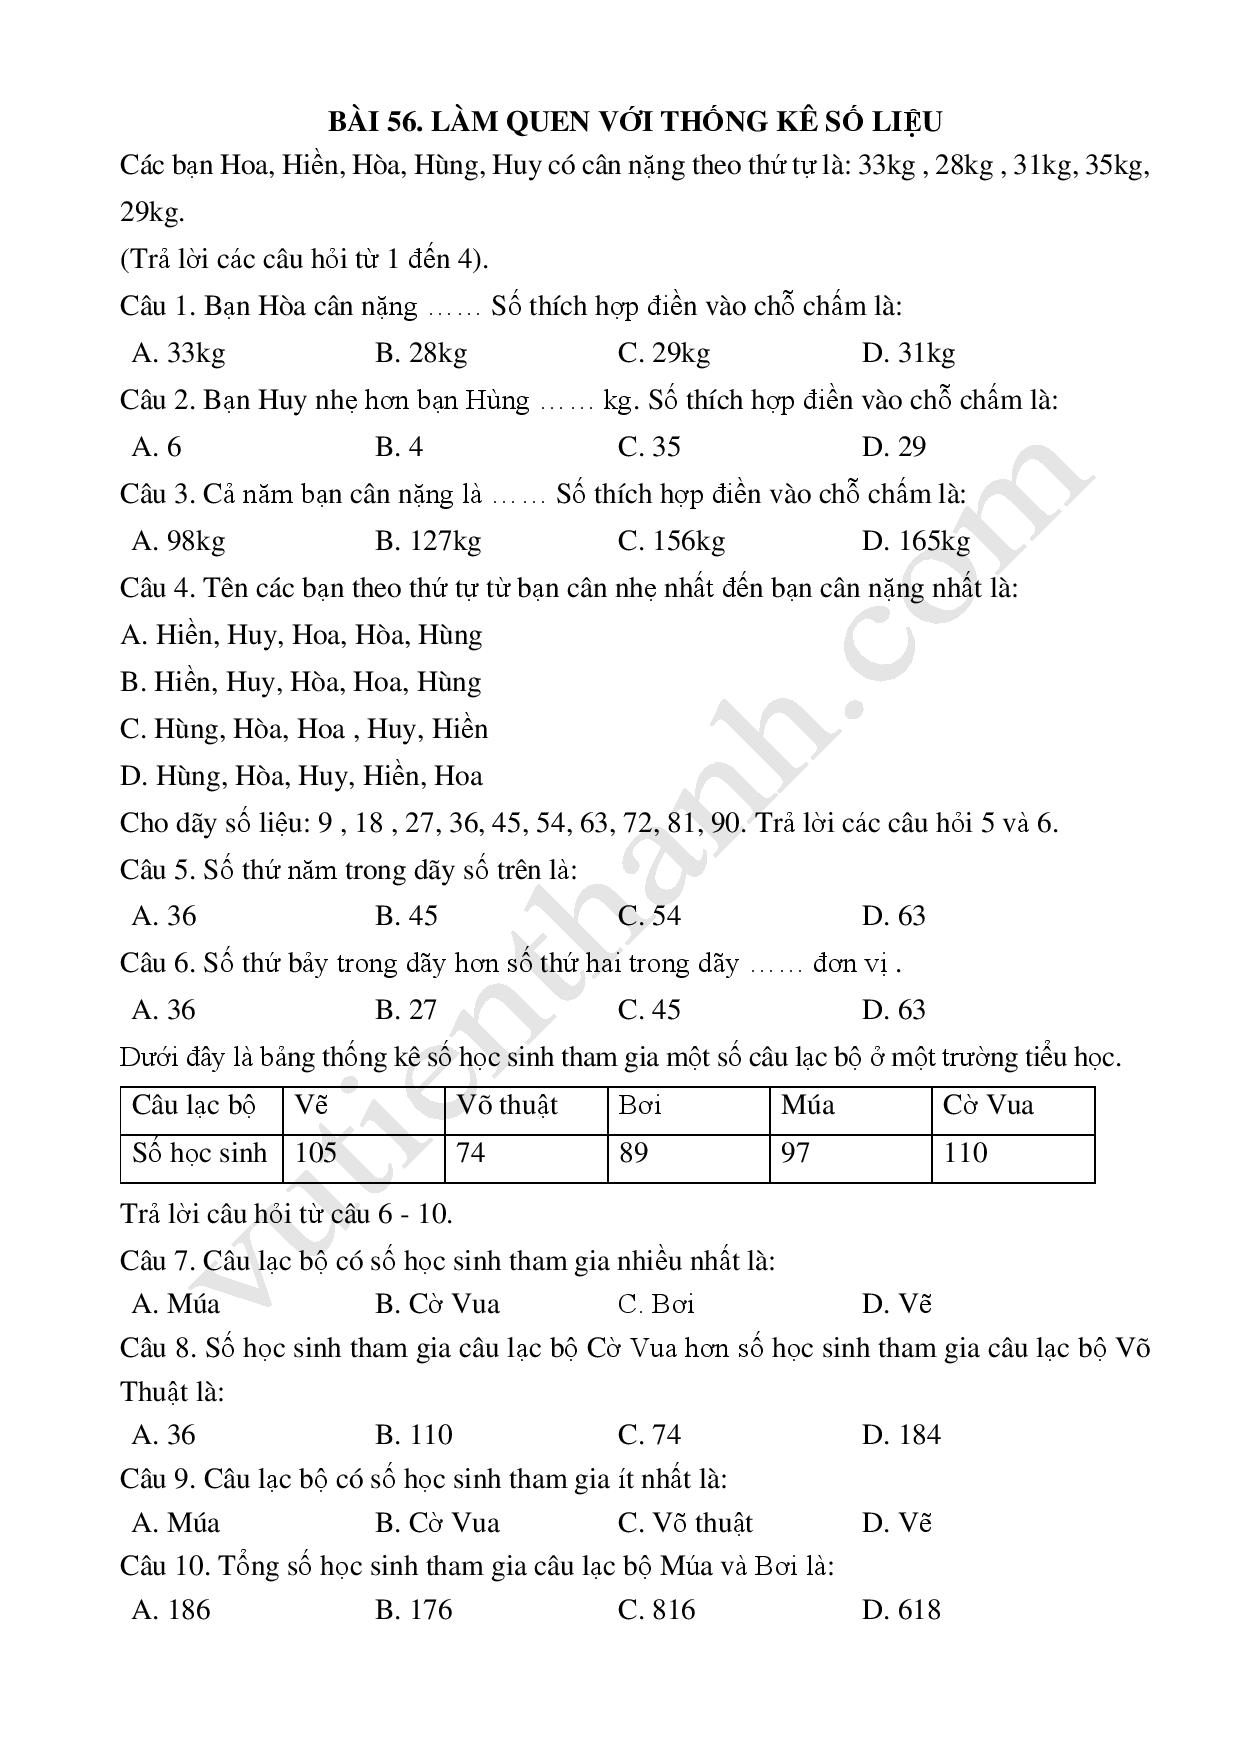 BÀI 56. LÀM QUEN VỚI THỐNG KÊ SỐ LIỆU
Các bạn Hoa, Hiền, Hòa, Hùng, Huy có cân nặng theo thứ tự là: 33kg , 28kg , 31kg, 35kg,
29kg.
(Trả lời các câu hỏi từ 1 đến 4).
Câu 1. Bạn Hòa cân nặng …… Số thích hợp điền vào chỗ chấm là:
A. 33kg B. 28kg C. 29kg D. 31kg
Câu 2. Bạn Huy nhẹ hơn bạn Hùng …… kg. Số thích hợp điền vào chỗ chấm là:
A. 6 B. 4 C. 35 D. 29
Câu 3. Cả năm bạn cân nặng là …… Số thích hợp điền vào chỗ chấm là:
A. 98kg B. 127kg C. 156kg D. 165kg
Câu 4. Tên các bạn theo thứ tự từ bạn cân nhẹ nhất đến bạn cân nặng nhất là:
A. Hiền, Huy, Hoa, Hòa, Hùng
B. Hiền, Huy, Hòa, Hoa, Hùng
C. Hùng, Hòa, Hoa , Huy, Hiền
D. Hùng, Hòa, Huy, Hiền, Hoa
Cho dãy số liệu: 9 , 18 , 27, 36, 45, 54, 63, 72, 81, 90. Trả lời các câu hỏi 5 và 6.
Câu 5. Số thứ năm trong dãy số trên là:
A. 36 B. 45 C. 54 D. 63
Câu 6. Số thứ bảy trong dãy hơn số thứ hai trong dãy …… đơn vị .
A. 36 B. 27 C. 45 D. 63
Dưới đây là bảng thống kê số học sinh tham gia một số câu lạc bộ ở một trường tiểu học.
Câu lạc bộ Vẽ Võ thuật Bơi Múa Cờ Vua
Số học sinh 105 74 89 97 110
Trả lời câu hỏi từ câu 6 - 10.
Câu 7. Câu lạc bộ có số học sinh tham gia nhiều nhất là:
A. Múa B. Cờ Vua C. Bơi D. Vẽ
Câu 8. Số học sinh tham gia câu lạc bộ Cờ Vua hơn số học sinh tham gia câu lạc bộ Võ
Thuật là:
A. 36 B. 110 C. 74 D. 184
Câu 9. Câu lạc bộ có số học sinh tham gia ít nhất là:
A. Múa B. Cờ Vua C. Võ thuật D. Vẽ
Câu 10. Tổng số học sinh tham gia câu lạc bộ Múa và Bơi là:
A. 186 B. 176 C. 816 D. 618
vutienthanh.com